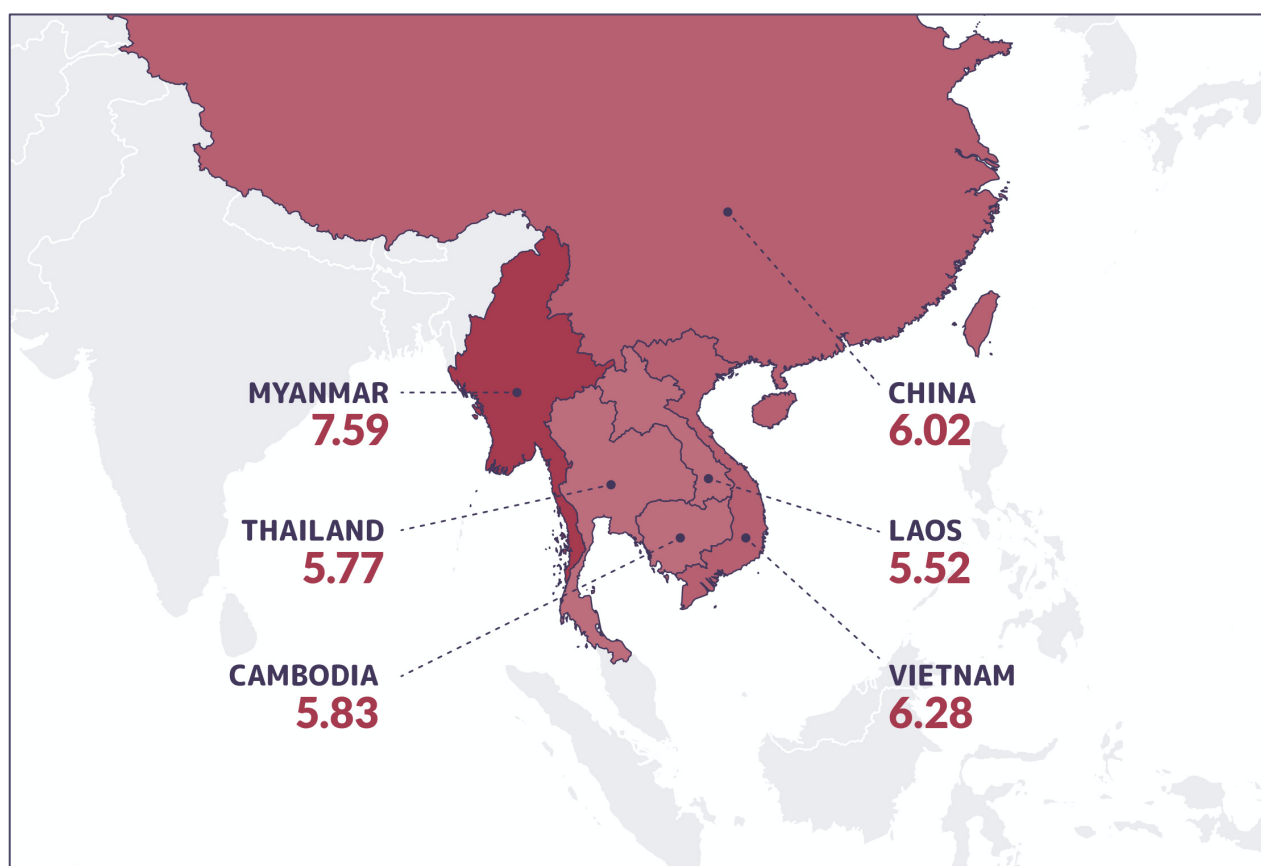 MYANMAR
7.59
THAILAND
5.77
CAMBODIA
5.83
CHINA
6.02
LAOS
5.52
VIETNAM
6.28